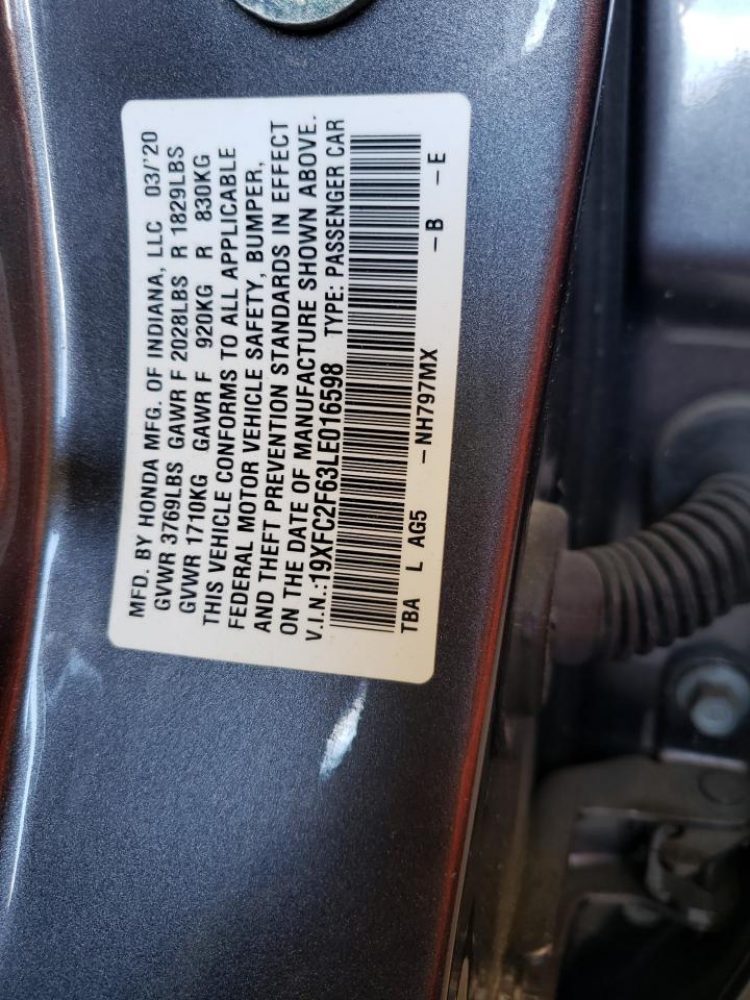 MFD. BY HONDA MFG. OF INDIANA, LLC 03/'20
GVWR 3769LBS GAWR F 2028LBS R 1829LBS
GVWR 1710KG GAWR F 920KG R 830KG
THIS VEHICLE CONFORMS TO ALL APPLICABLE
FEDERAL MOTOR VEHICLE SAFETY, BUMPER,
AND THEFT PREVENTION STANDARDS IN EFFECT
ON THE DATE OF MANUFACTURE SHOWN ABOVE.
V.I.N.:19XFC2F63LE016598 TYPE: PASSENGER CAR
TBA L AG5 –NH797MX –B –E